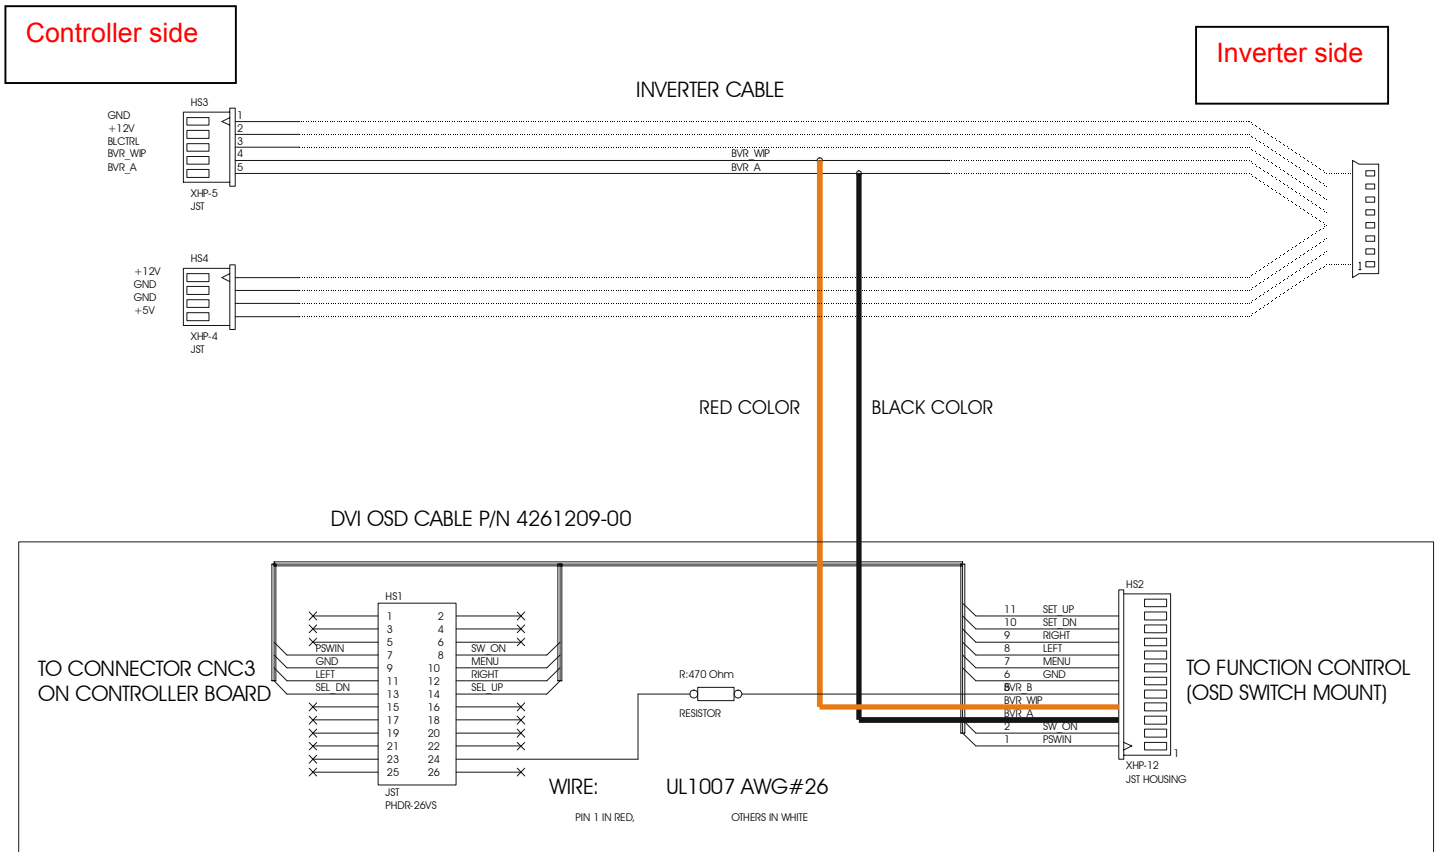 Controller side
Inverter side
INVERTER CABLE
HS3
GND 1
+12V 2
BLCTRL 3
BVR_WIP 4 BVR_WIP
BVR_A 5 BVR_A
XHP-5
JST
1
HS4
+12V
GND
GND
+5V
XHP-4
JST
RED COLOR BLACK COLOR
DVI OSD CABLE P/N 4261209-00
HS1
1 2
3 4
5 6
PSWIN 7 8 SW_ON
GND 9 10 MENU
LEFT 11 12 RIGHT
SEL_DN 13 14 SEL_UP
15 16
17 18
19 20
21 22
23 24
25 26
JST
PHDR-26VS
TO CONNECTOR CNC3
ON CONTROLLER BOARD
R:470 Ohm
RESISTOR
HS2
11 SET_UP
10 SET_DN
9 RIGHT
8 LEFT
7 MENU
6 GND
5 BVR_B
BVR_WIP
BVR_A
2 SW_ON
1 PSWIN
1
XHP-12
JST HOUSING
TO FUNCTION CONTROL
(OSD SWITCH MOUNT)
WIRE: UL1007 AWG#26
PIN 1 IN RED, OTHERS IN WHITE